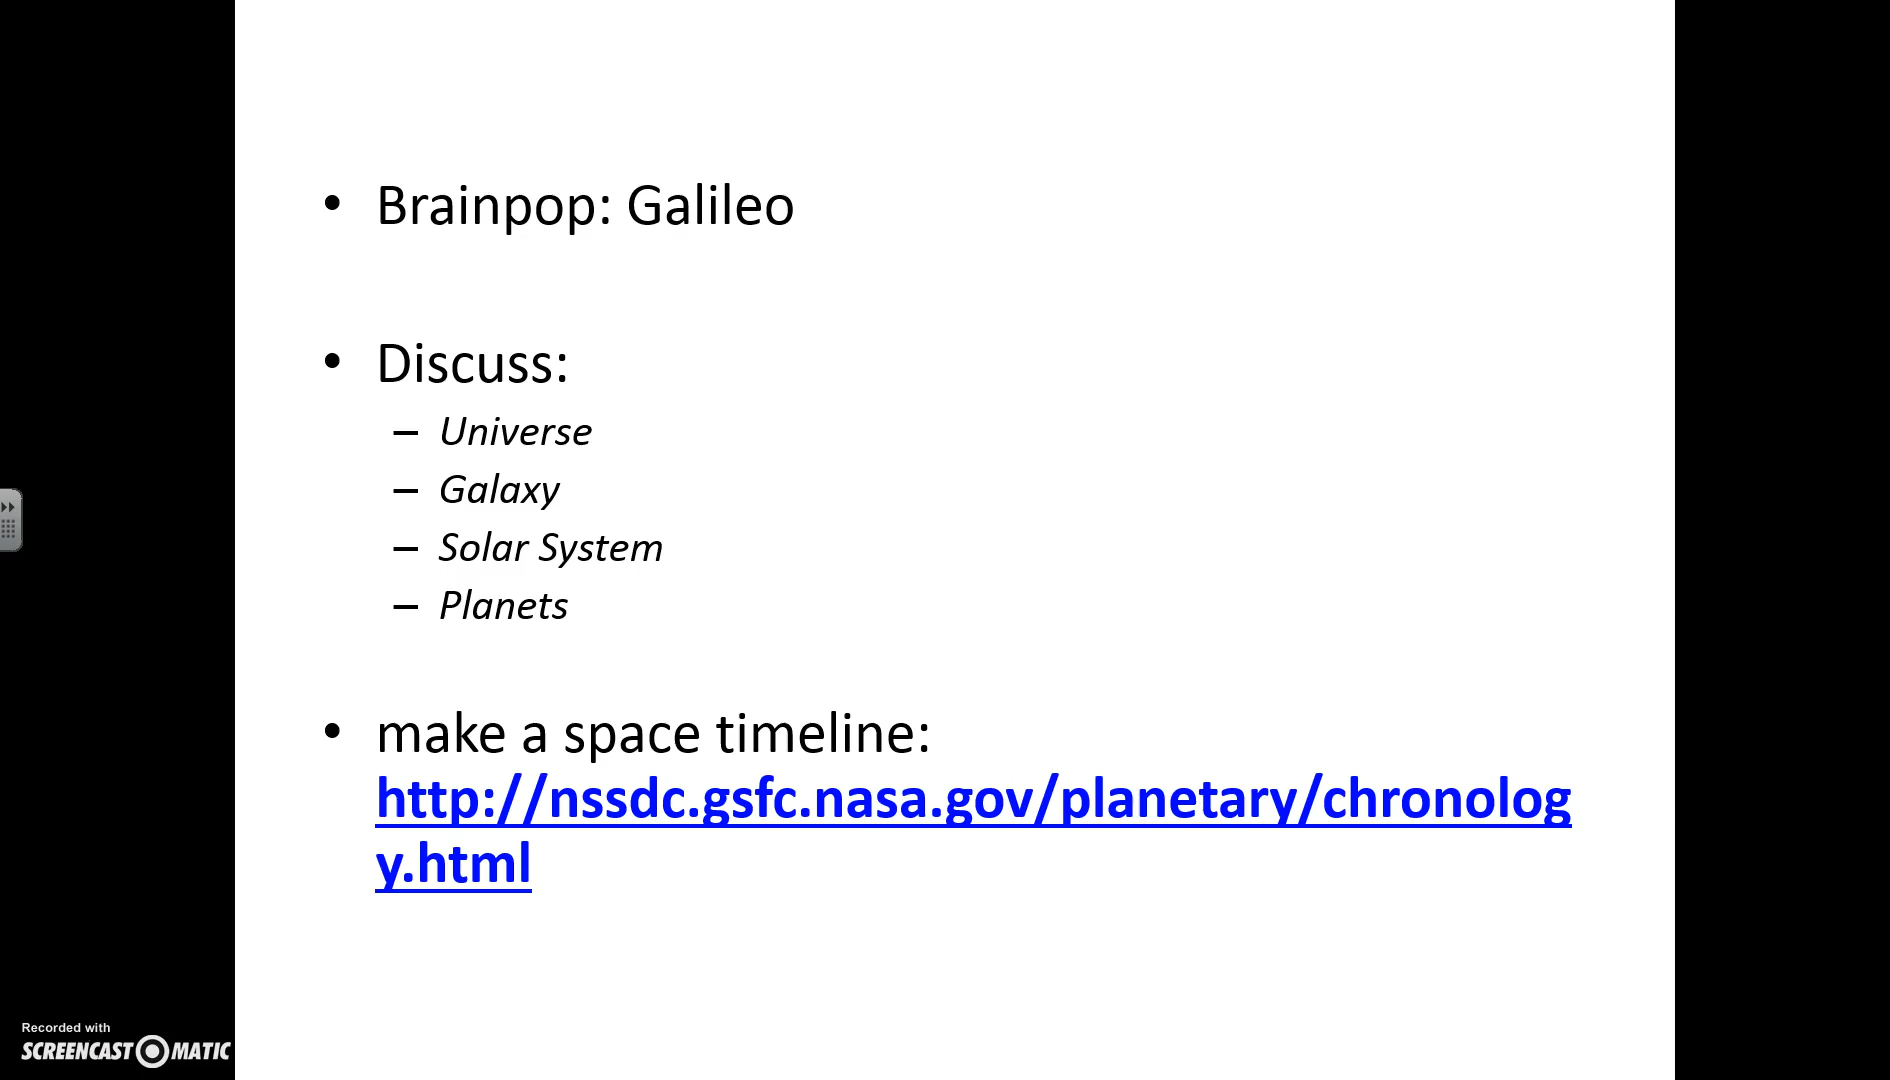 • Brainpop: Galileo
• Discuss:
– Universe
– Galaxy
– Solar System
– Planets
• make a space timeline:
http://nssdc.gsfc.nasa.gov/planetary/chronolog
y.html
Recorded with
SCREENCAST MATIC